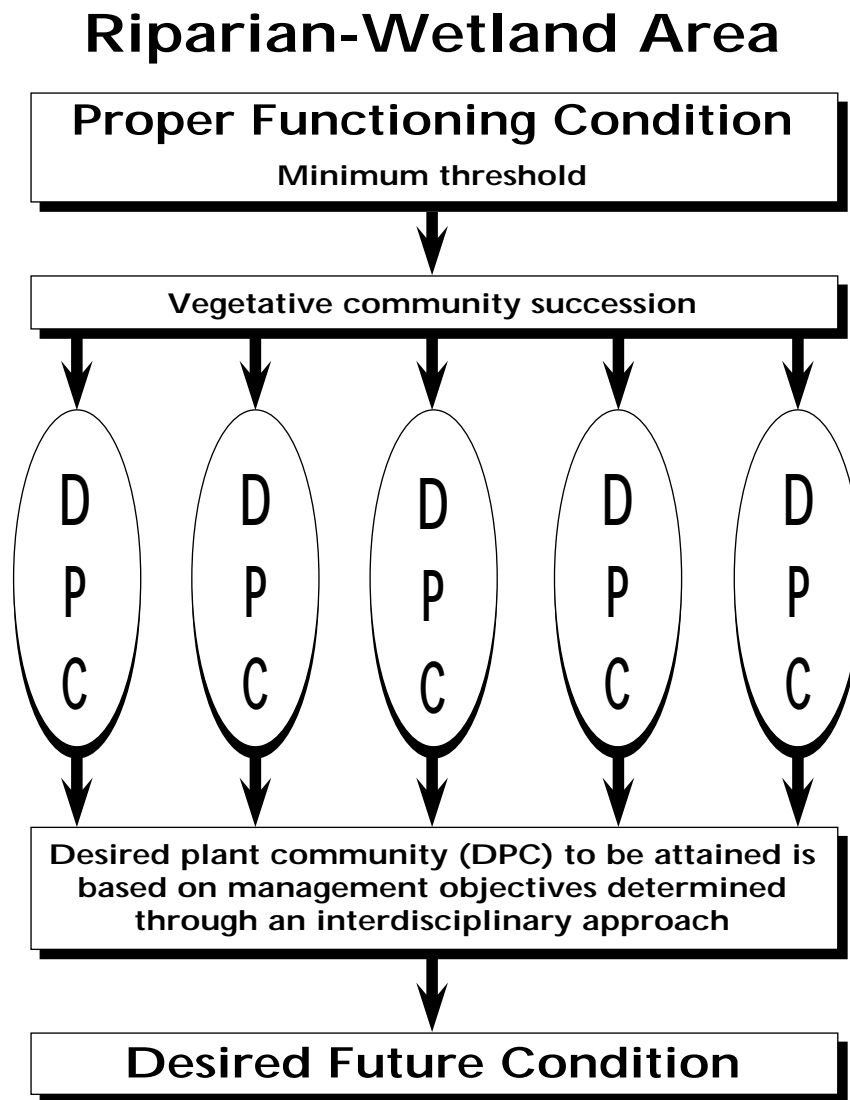 Riparian-Wetland Area
Proper Functioning Condition
Minimum threshold
Vegetative community succession
D D D D D
P P P P P
C C C C C
Desired plant community (DPC) to be attained is
based on management objectives determined
through an interdisciplinary approach
Desired Future Condition